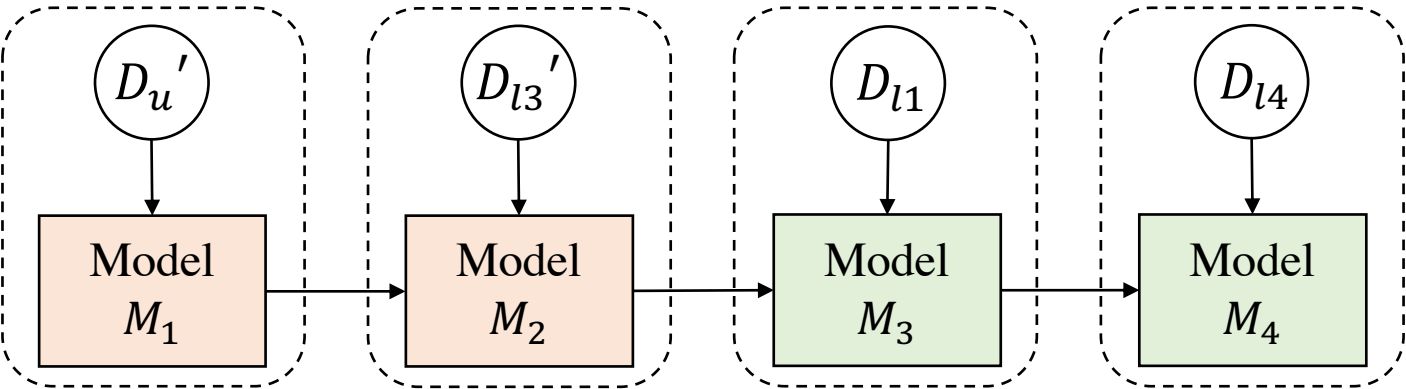 D_u′
D_l3′
D_l1
D_l4
Model
M_1
Model
M_2
Model
M_3
Model
M_4